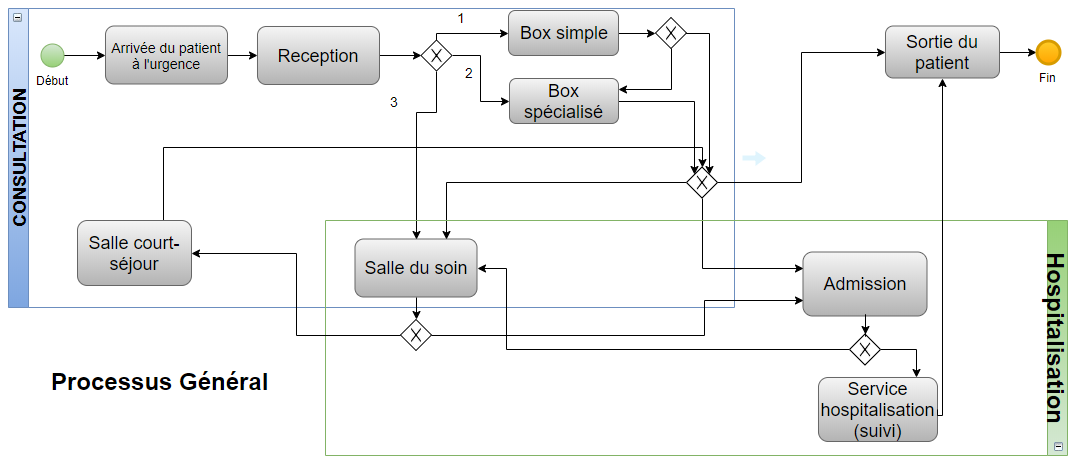 CONSULTATION
Début
Arrivée du patient
à l'urgence
Reception
1
2
3
Box simple
Box
spécialisé
Sortie du
patient
Fin
Salle court-
séjour
Salle du soin
Admission
Service
hospitalisation
(suivi)
Hospitalisation
Processus Général